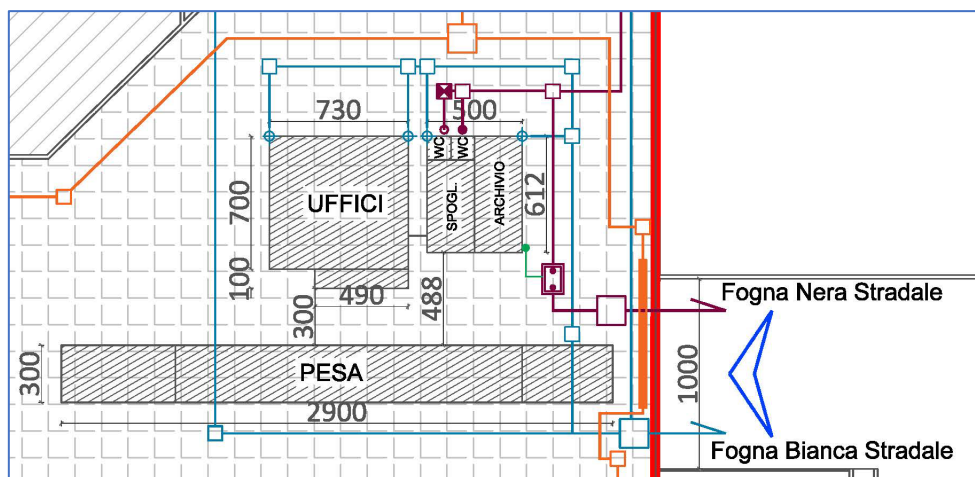 730
500
WC
WC
700
UFFICI
SPOGL.
ARCHIVIO
612
100
490
488
300
Fogna Nera Stradale
300
PESA
1000
2900
Fogna Bianca Stradale